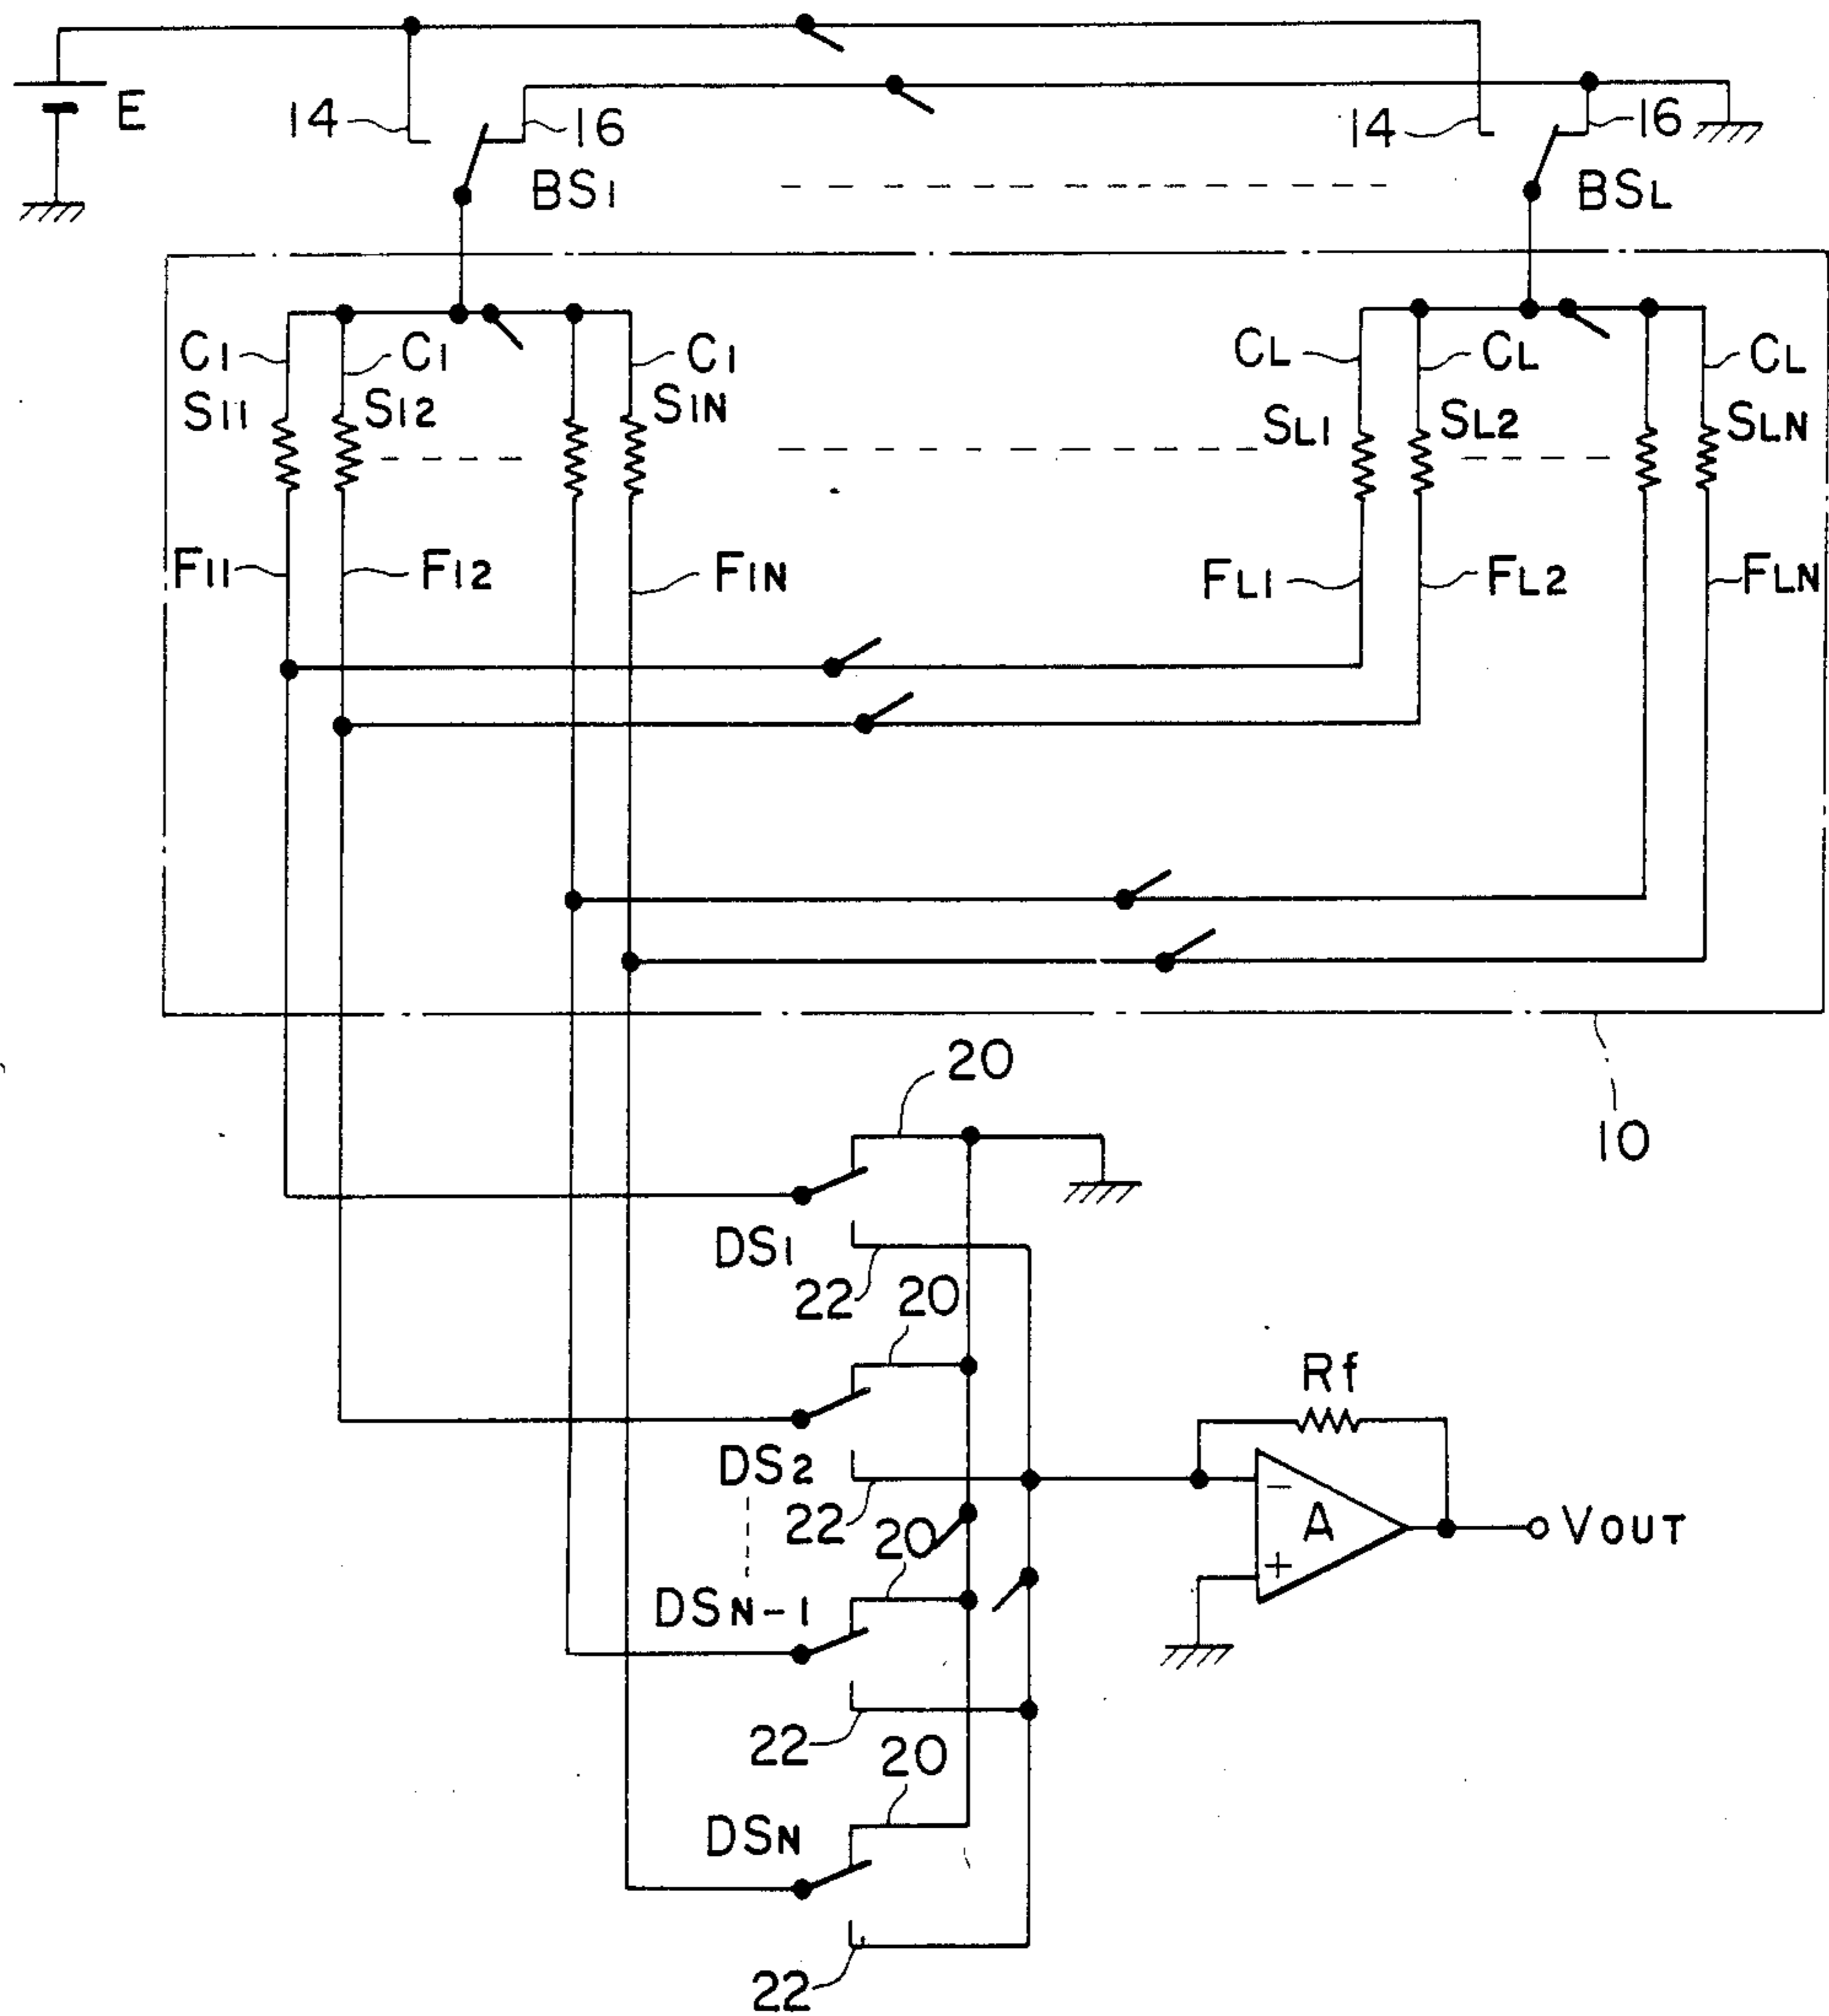 E
14
16
14
16
BS1
BSL
C1
C1
C1
CL
CL
CL
S11
S12
S1N
SL1
SL2
SLN
F11
F12
F1N
FL1
FL2
FLN
20
10
DS1
22
20
Rf
DS2
22
20
−
A
VOUT
+
DSN-1
22
20
DSN
22